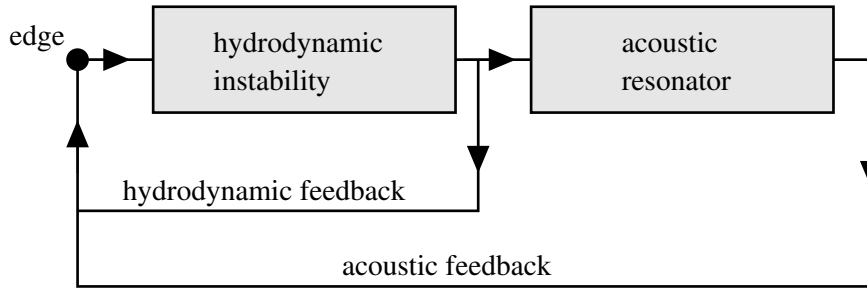 edge
hydrodynamic
instability
acoustic
resonator
hydrodynamic feedback
acoustic feedback